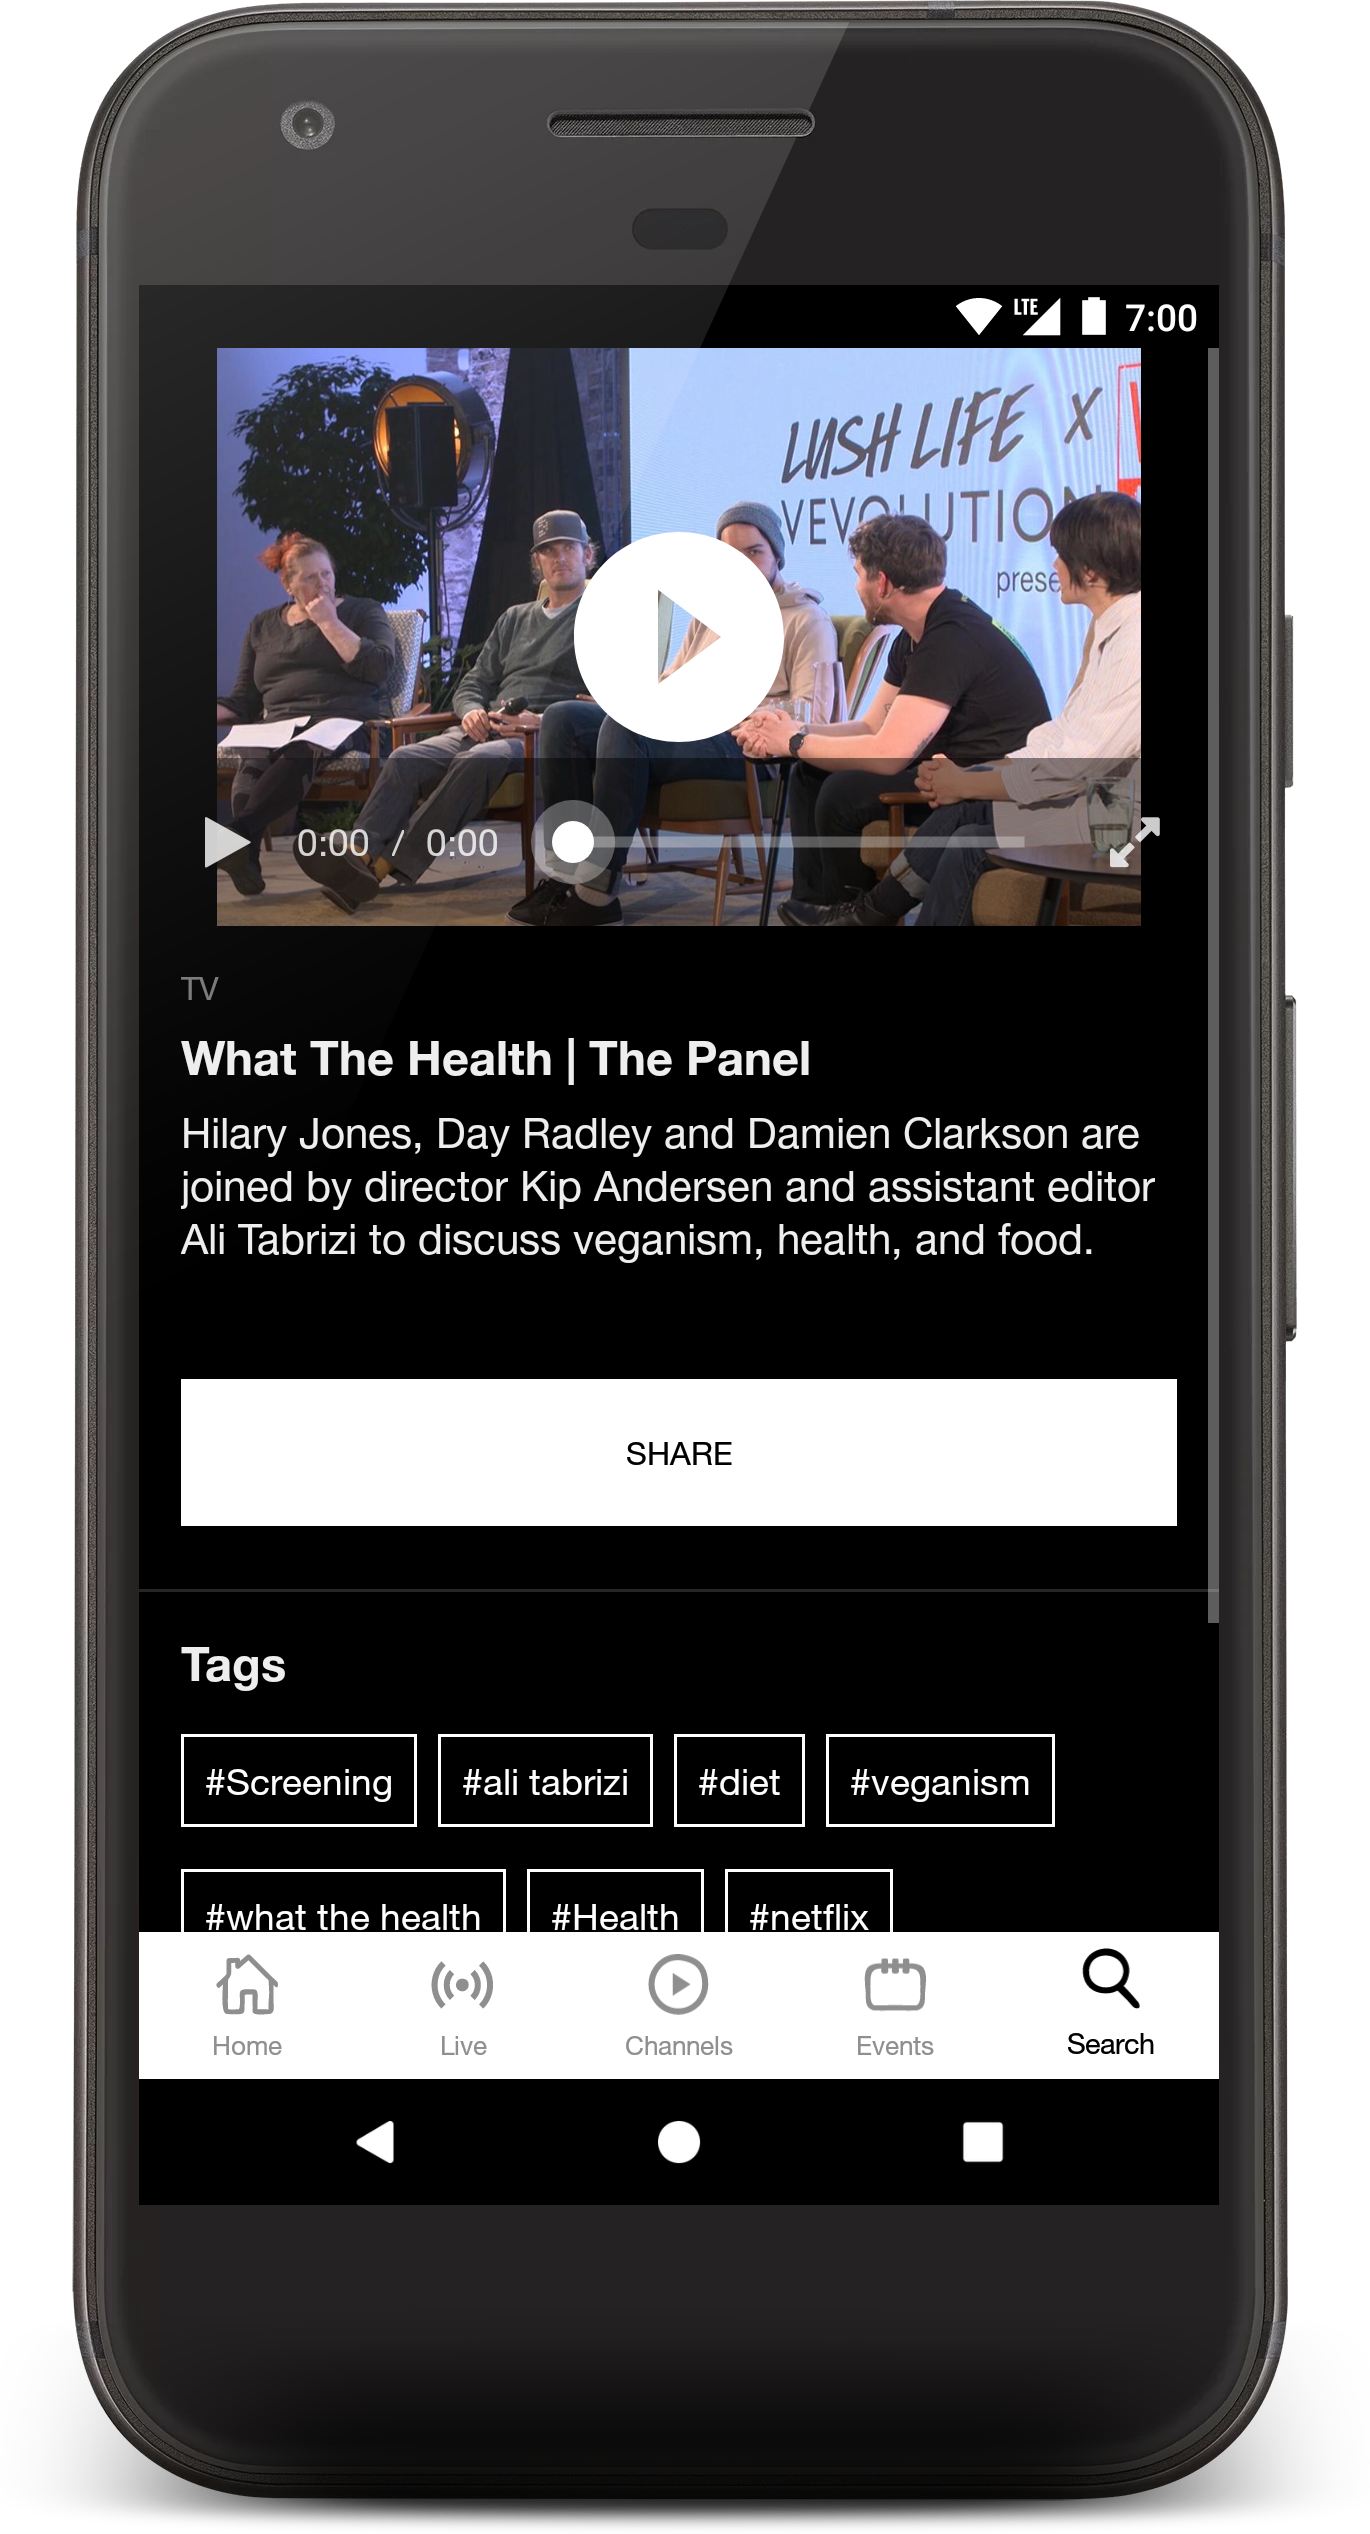 LTE 7:00
LUSH LIFE X
VEVOLUTION
prese
0:00 / 0:00
TV
What The Health | The Panel
Hilary Jones, Day Radley and Damien Clarkson are
joined by director Kip Andersen and assistant editor
Ali Tabrizi to discuss veganism, health, and food.
SHARE
Tags
#Screening #ali tabrizi #diet #veganism
#what the health #Health #netflix
Home Live Channels Events Search